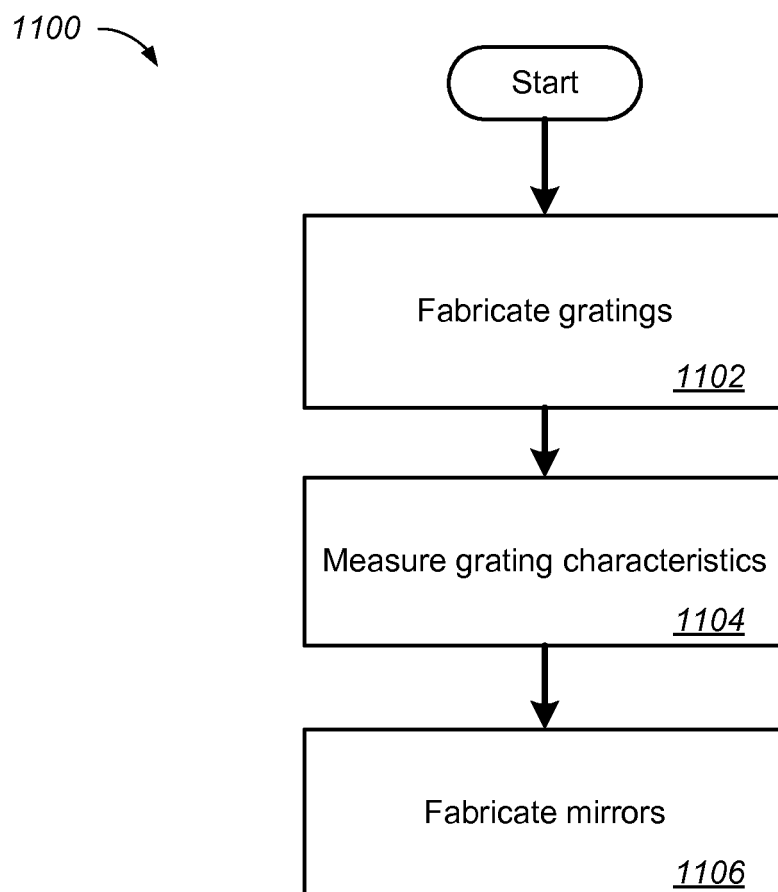 1100
Start
Fabricate gratings
1102
Measure grating characteristics
1104
Fabricate mirrors
1106